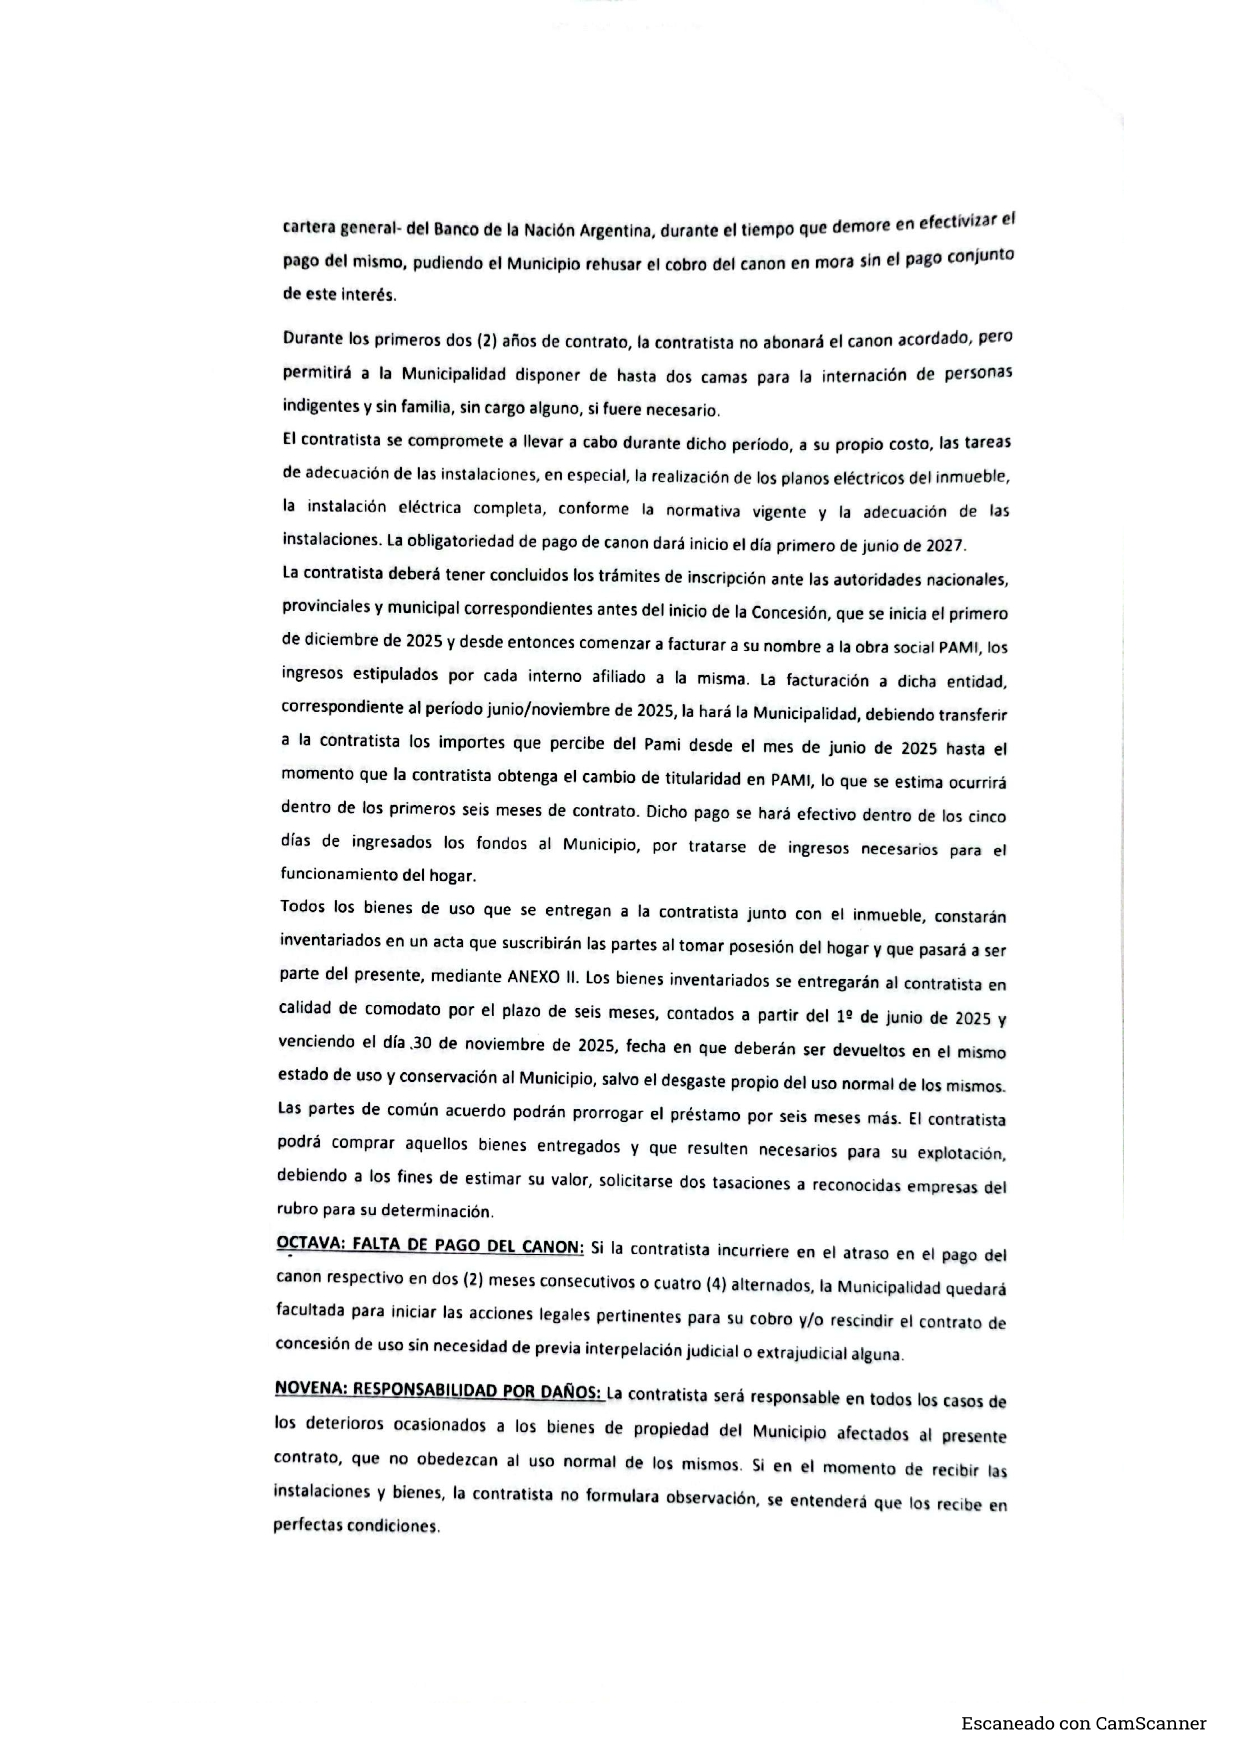 cartera general- del Banco de la Nación Argentina, durante el tiempo que demore en efectivizar el
pago del mismo, pudiendo el Municipio rehusar el cobro del canon en mora sin el pago conjunto
de este interés.
Durante los primeros dos (2) años de contrato, la contratista no abonará el canon acordado, pero
permitirá a la Municipalidad disponer de hasta dos camas para la internación de personas
indigentes y sin familia, sin cargo alguno, si fuere necesario.
El contratista se compromete a llevar a cabo durante dicho período, a su propio costo, las tareas
de adecuación de las instalaciones, en especial, la realización de los planos eléctricos del inmueble,
la instalación eléctrica completa, conforme la normativa vigente y la adecuación de las
instalaciones. La obligatoriedad de pago de canon dará inicio el día primero de junio de 2027.
La contratista deberá tener concluidos los trámites de inscripción ante las autoridades nacionales,
provinciales y municipal correspondientes antes del inicio de la Concesión, que se inicia el primero
de diciembre de 2025 y desde entonces comenzar a facturar a su nombre a la obra social PAMI, los
ingresos estipulados por cada interno afiliado a la misma. La facturación a dicha entidad,
correspondiente al período junio/noviembre de 2025, la hará la Municipalidad, debiendo transferir
a la contratista los importes que percibe del Pami desde el mes de junio de 2025 hasta el
momento que la contratista obtenga el cambio de titularidad en PAMI, lo que se estima ocurrirá
dentro de los primeros seis meses de contrato. Dicho pago se hará efectivo dentro de los cinco
días de ingresados los fondos al Municipio, por tratarse de ingresos necesarios para el
funcionamiento del hogar.
Todos los bienes de uso que se entregan a la contratista junto con el inmueble, constarán
inventariados en un acta que suscribirán las partes al tomar posesión del hogar y que pasará a ser
parte del presente, mediante ANEXO II. Los bienes inventariados se entregarán al contratista en
calidad de comodato por el plazo de seis meses, contados a partir del 1º de junio de 2025 y
venciendo el día .30 de noviembre de 2025, fecha en que deberán ser devueltos en el mismo
estado de uso y conservación al Municipio, salvo el desgaste propio del uso normal de los mismos.
Las partes de común acuerdo podrán prorrogar el préstamo por seis meses más. El contratista
podrá comprar aquellos bienes entregados y que resulten necesarios para su explotación,
debiendo a los fines de estimar su valor, solicitarse dos tasaciones a reconocidas empresas del
rubro para su determinación.
OCTAVA: FALTA DE PAGO DEL CANON: Si la contratista incurriere en el atraso en el pago del
canon respectivo en dos (2) meses consecutivos o cuatro (4) alternados, la Municipalidad quedará
facultada para iniciar las acciones legales pertinentes para su cobro y/o rescindir el contrato de
concesión de uso sin necesidad de previa interpelación judicial o extrajudicial alguna.
NOVENA: RESPONSABILIDAD POR DAÑOS: La contratista será responsable en todos los casos de
los deterioros ocasionados a los bienes de propiedad del Municipio afectados al presente
contrato, que no obedezcan al uso normal de los mismos. Si en el momento de recibir las
instalaciones y bienes, la contratista no formulara observación, se entenderá que los recibe en
perfectas condiciones.
Escaneado con CamScanner